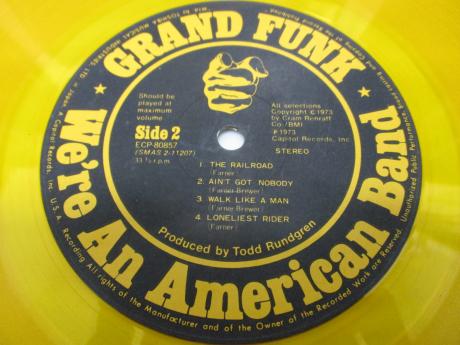 GRAND FUNK
We're An American Band
Should be
played at
maximum
volume
Side 2
ECP-80857
(SMAS 2-11207)
33 1/3 r.p.m.
All selections
Copyright ©1973
by Cram Renraff
Co./BMI
℗1973
Capitol Records, Inc
STEREO
1. THE RAILROAD
(Farner)
2. AIN'T GOT NOBODY
(Farner-Brewer)
3. WALK LIKE A MAN
(Farner-Brewer)
4. LONELIEST RIDER
(Farner)
Produced by Todd Rundgren
U.S.A. Recording All rights of the Manufacturer and of the Owner of the Recorded Work are Reserved. Unauthorized Public